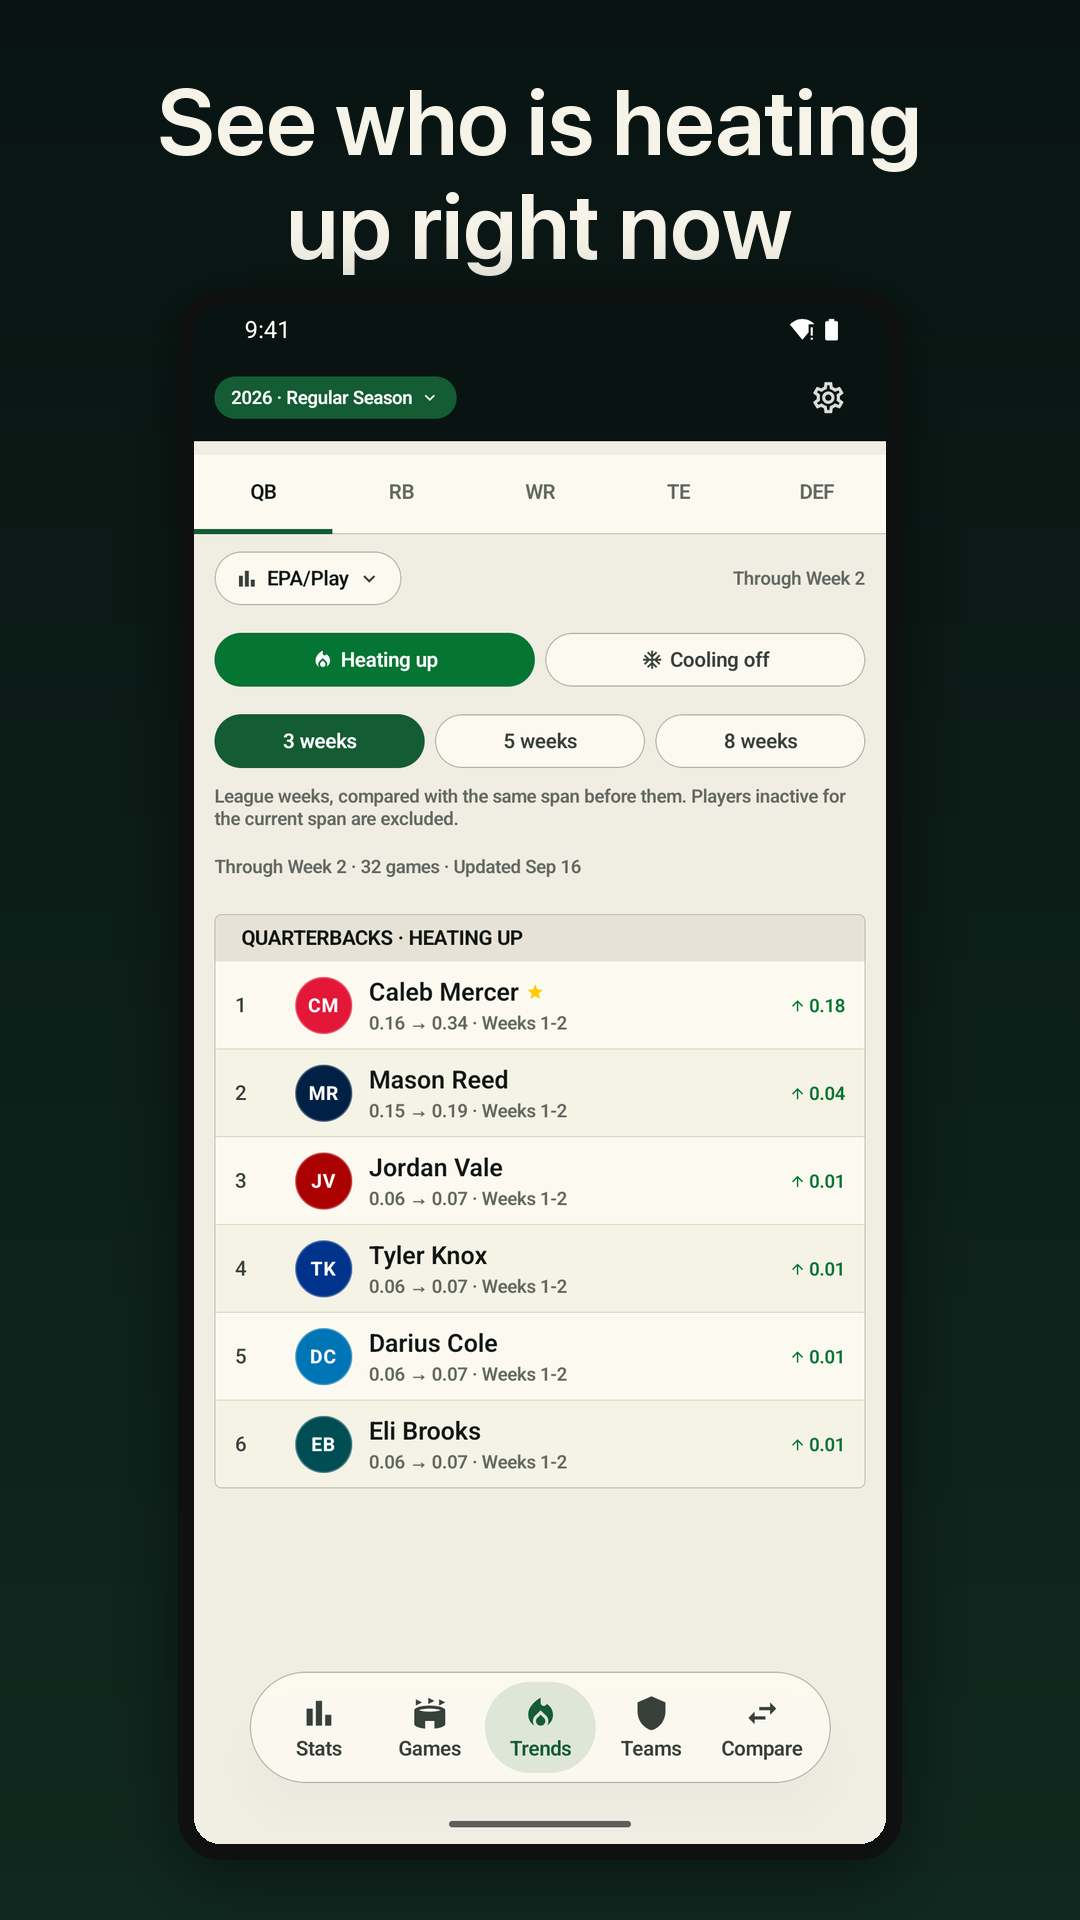 See who is heating
up right now
9:41
2026 · Regular Season
QB RB WR TE DEF
EPA/Play
Through Week 2
Heating up
Cooling off
3 weeks
5 weeks
8 weeks
League weeks, compared with the same span before them. Players inactive for
the current span are excluded.
Through Week 2 · 32 games · Updated Sep 16
QUARTERBACKS · HEATING UP
1 CM Caleb Mercer ↑ 0.18
0.16 → 0.34 · Weeks 1-2
2 MR Mason Reed ↑ 0.04
0.15 → 0.19 · Weeks 1-2
3 JV Jordan Vale ↑ 0.01
0.06 → 0.07 · Weeks 1-2
4 TK Tyler Knox ↑ 0.01
0.06 → 0.07 · Weeks 1-2
5 DC Darius Cole ↑ 0.01
0.06 → 0.07 · Weeks 1-2
6 EB Eli Brooks ↑ 0.01
0.06 → 0.07 · Weeks 1-2
Stats Games Trends Teams Compare